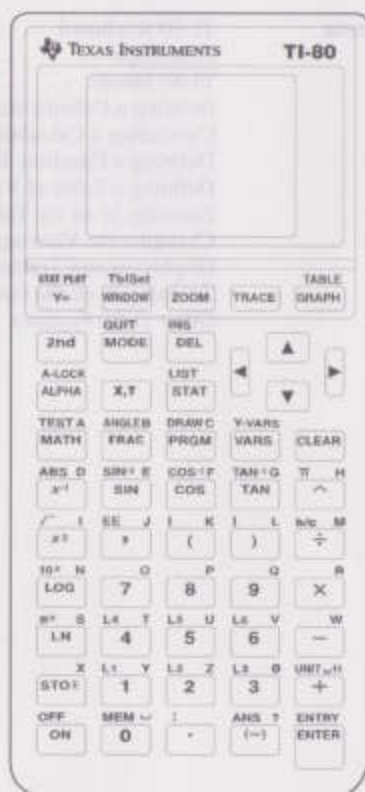 TEXAS INSTRUMENTS TI-80
STAT PLOT TblSet TABLE
Y= WINDOW ZOOM TRACE GRAPH
QUIT INS
2nd MODE DEL
A-LOCK LIST
ALPHA X,T STAT
TEST A ANGLE B DRAW C Y-VARS
MATH FRAC PRGM VARS CLEAR
ABS D SIN⁻¹ E COS⁻¹ F TAN⁻¹ G π H
x⁻¹ SIN COS TAN ^
√ I EE J K L b/c M
x² , ( ) ÷
10ˣ N O P Q R
LOG 7 8 9 ×
eˣ S L4 T L5 U L6 V W
LN 4 5 6 −
X L1 Y L2 Z L3 θ
STO 1 2 3 +
OFF MEM : ANS ? ENTRY
ON 0 . (−) ENTER